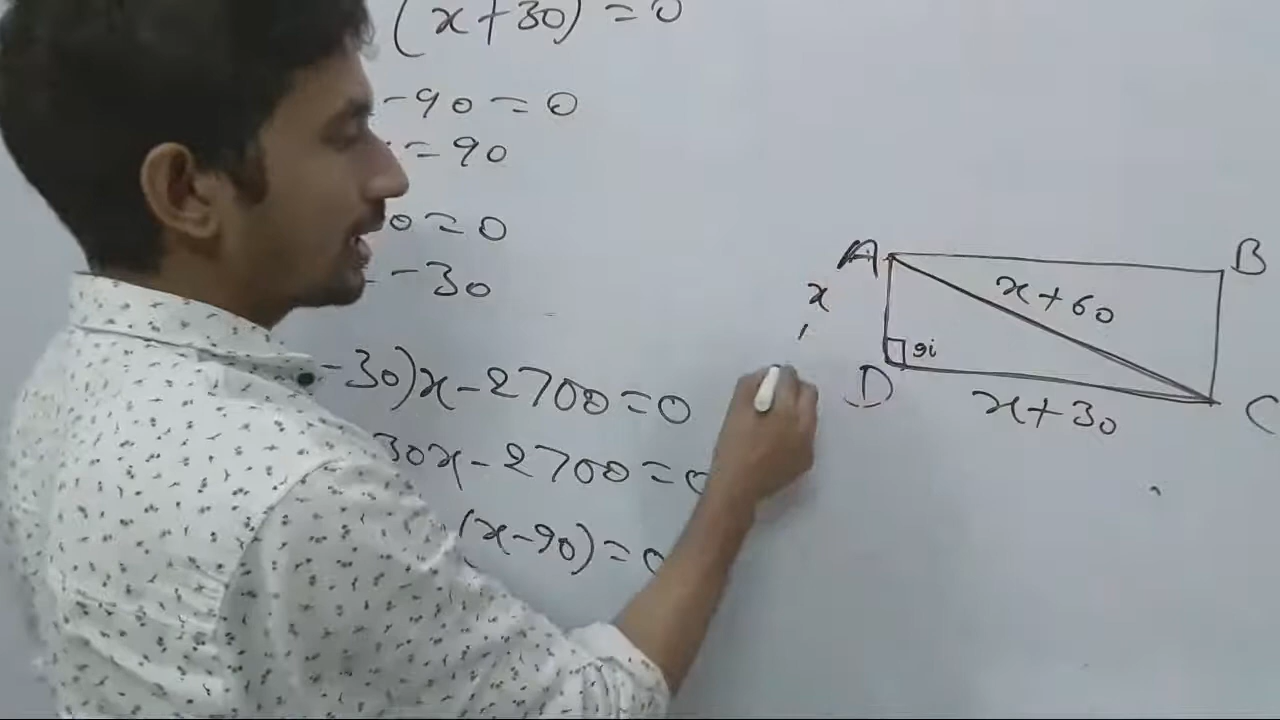 (x+30) = 0
-90 = 0
= 90
0 = 0
-30
-30)x - 2700 = 0
30x - 2700 = 0
(x-90) = 0
A
B
x
x+60
D
x+30
C